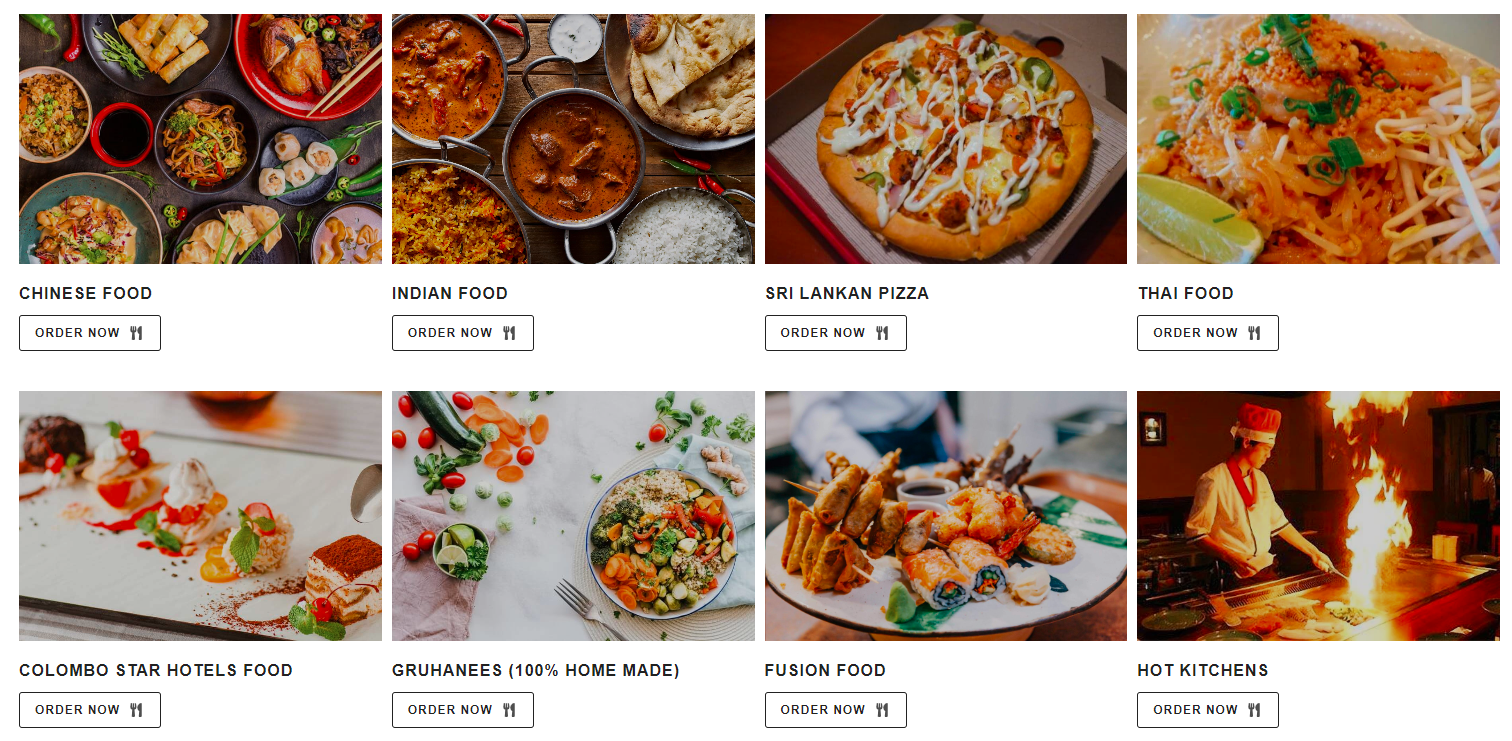 CHINESE FOOD
INDIAN FOOD
SRI LANKAN PIZZA
THAI FOOD
ORDER NOW
ORDER NOW
ORDER NOW
ORDER NOW
COLOMBO STAR HOTELS FOOD
GRUHANEES (100% HOME MADE)
FUSION FOOD
HOT KITCHENS
ORDER NOW
ORDER NOW
ORDER NOW
ORDER NOW